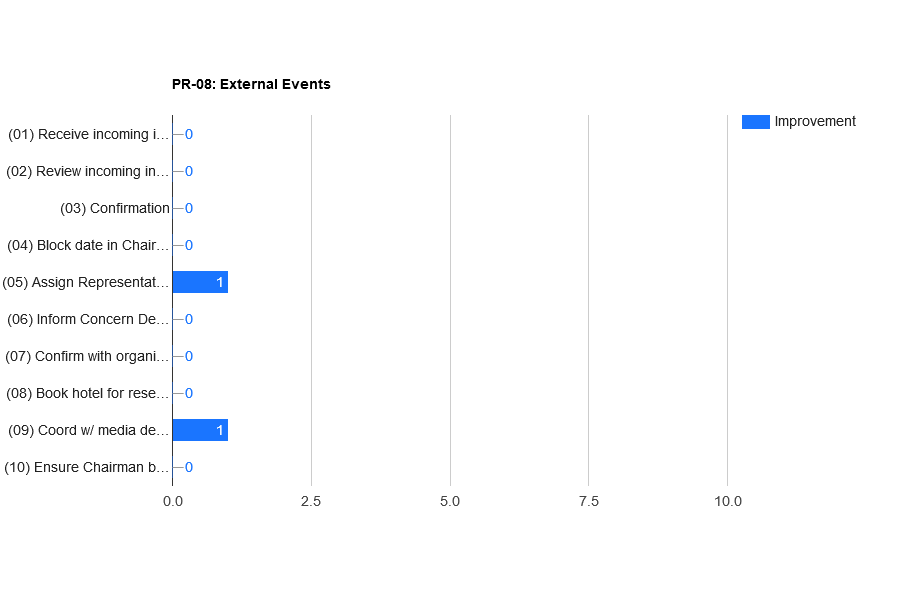 PR-08: External Events
Improvement
(01) Receive incoming i... 0
(02) Review incoming in... 0
(03) Confirmation 0
(04) Block date in Chair... 0
(05) Assign Representat... 1
(06) Inform Concern De... 0
(07) Confirm with organi... 0
(08) Book hotel for rese... 0
(09) Coord w/ media de... 1
(10) Ensure Chairman b... 0
0.0 2.5 5.0 7.5 10.0